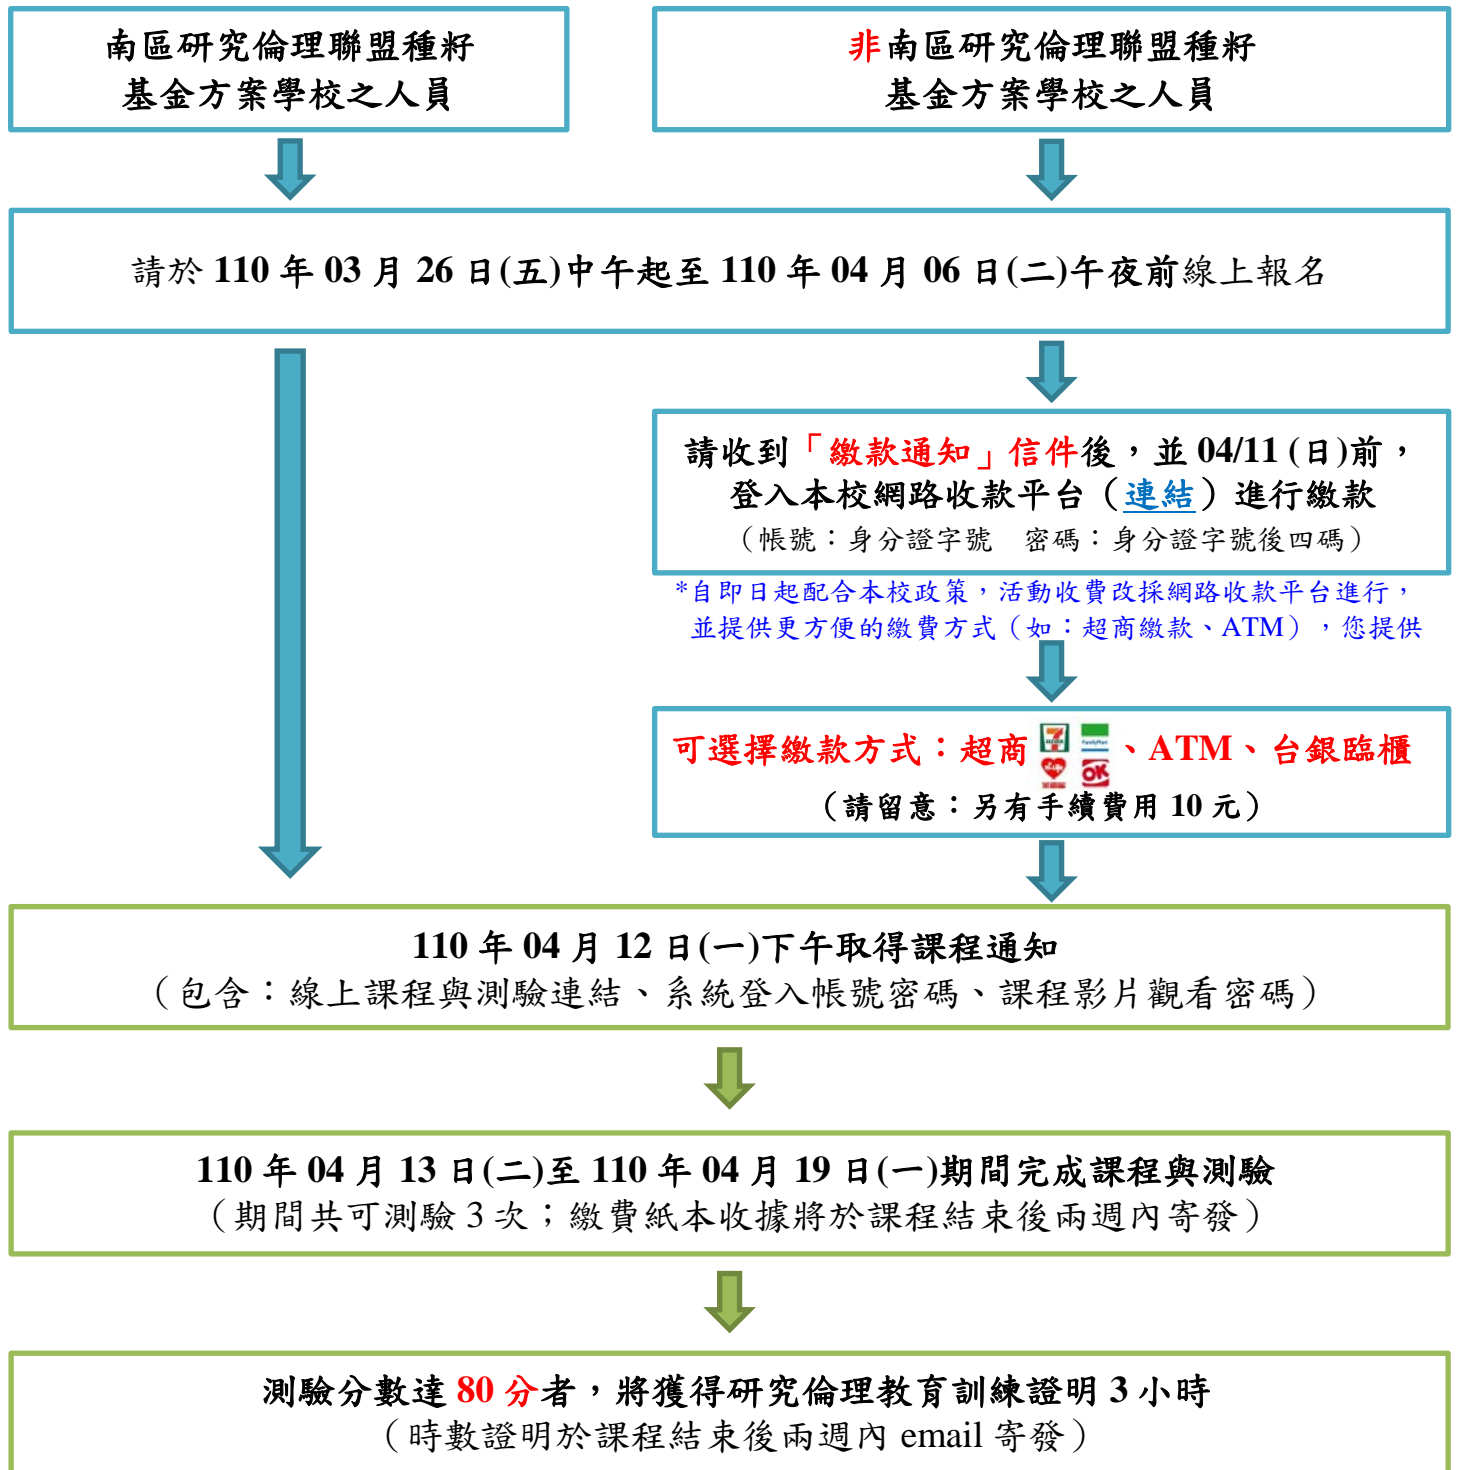 南區研究倫理聯盟種籽
基金方案學校之人員
非南區研究倫理聯盟種籽
基金方案學校之人員
請於 110 年 03 月 26 日(五)中午起至 110 年 04 月 06 日(二)午夜前線上報名
請收到「繳款通知」信件後，並 04/11 (日)前，
登入本校網路收款平台（連結）進行繳款
（帳號：身分證字號　密碼：身分證字號後四碼）
*自即日起配合本校政策，活動收費改採網路收款平台進行，
並提供更方便的繳費方式（如：超商繳款、ATM），您提供
可選擇繳款方式：超商、ATM、台銀臨櫃
7 FamilyMart
OK
（請留意：另有手續費用 10 元）
110 年 04 月 12 日(一)下午取得課程通知
（包含：線上課程與測驗連結、系統登入帳號密碼、課程影片觀看密碼）
110 年 04 月 13 日(二)至 110 年 04 月 19 日(一)期間完成課程與測驗
（期間共可測驗 3 次；繳費紙本收據將於課程結束後兩週內寄發）
測驗分數達 80 分者，將獲得研究倫理教育訓練證明 3 小時
（時數證明於課程結束後兩週內 email 寄發）